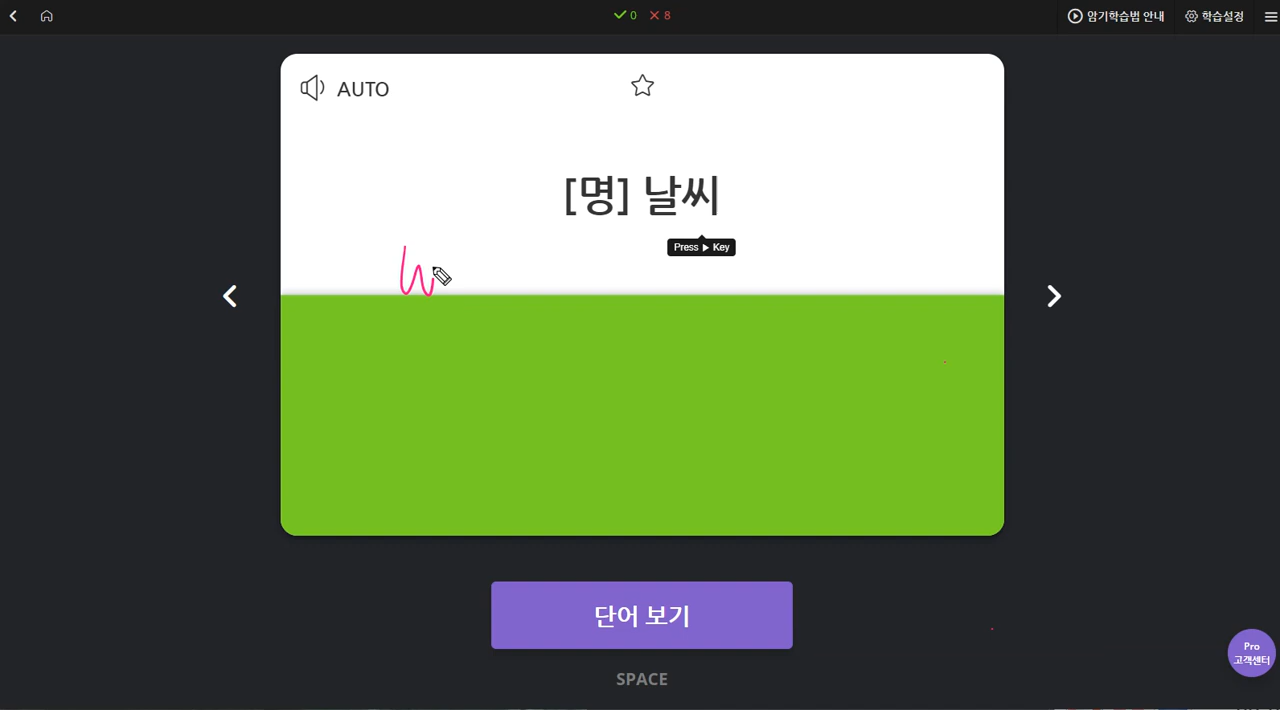 0 8 암기학습법 안내 학습설정
AUTO
[명] 날씨
Press ▶ Key
단어 보기
SPACE
Pro
고객센터